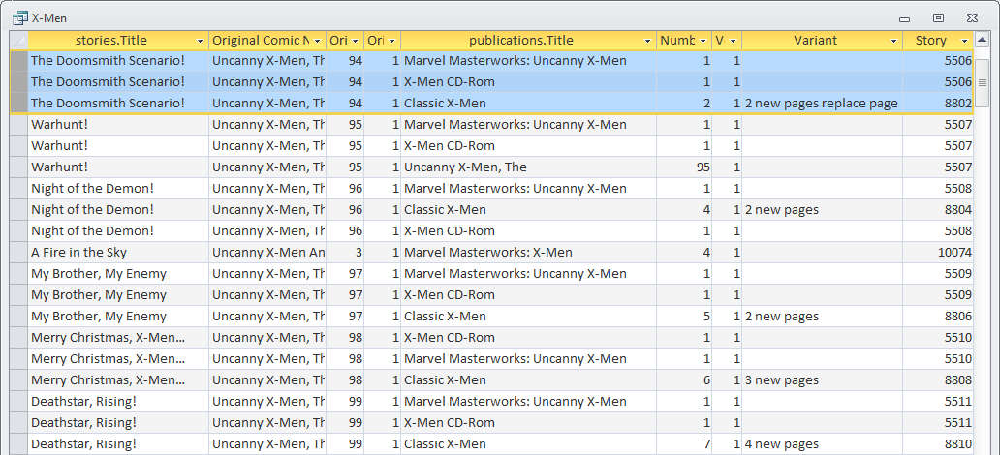 X-Men
stories.Title Original Comic N Ori Ori publications.Title Numb V Variant Story
The Doomsmith Scenario! Uncanny X-Men, Th 94 1 Marvel Masterworks: Uncanny X-Men 1 1 5506
The Doomsmith Scenario! Uncanny X-Men, Th 94 1 X-Men CD-Rom 1 1 5506
The Doomsmith Scenario! Uncanny X-Men, Th 94 1 Classic X-Men 2 1 2 new pages replace page 8802
Warhunt! Uncanny X-Men, Th 95 1 Marvel Masterworks: Uncanny X-Men 1 1 5507
Warhunt! Uncanny X-Men, Th 95 1 X-Men CD-Rom 1 1 5507
Warhunt! Uncanny X-Men, Th 95 1 Uncanny X-Men, The 95 1 5507
Night of the Demon! Uncanny X-Men, Th 96 1 Marvel Masterworks: Uncanny X-Men 1 1 5508
Night of the Demon! Uncanny X-Men, Th 96 1 Classic X-Men 4 1 2 new pages 8804
Night of the Demon! Uncanny X-Men, Th 96 1 X-Men CD-Rom 1 1 5508
A Fire in the Sky Uncanny X-Men An 3 1 Marvel Masterworks: X-Men 4 1 10074
My Brother, My Enemy Uncanny X-Men, Th 97 1 Marvel Masterworks: Uncanny X-Men 1 1 5509
My Brother, My Enemy Uncanny X-Men, Th 97 1 X-Men CD-Rom 1 1 5509
My Brother, My Enemy Uncanny X-Men, Th 97 1 Classic X-Men 5 1 2 new pages 8806
Merry Christmas, X-Men... Uncanny X-Men, Th 98 1 X-Men CD-Rom 1 1 5510
Merry Christmas, X-Men... Uncanny X-Men, Th 98 1 Marvel Masterworks: Uncanny X-Men 1 1 5510
Merry Christmas, X-Men... Uncanny X-Men, Th 98 1 Classic X-Men 6 1 3 new pages 8808
Deathstar, Rising! Uncanny X-Men, Th 99 1 Marvel Masterworks: Uncanny X-Men 1 1 5511
Deathstar, Rising! Uncanny X-Men, Th 99 1 X-Men CD-Rom 1 1 5511
Deathstar, Rising! Uncanny X-Men, Th 99 1 Classic X-Men 7 1 4 new pages 8810